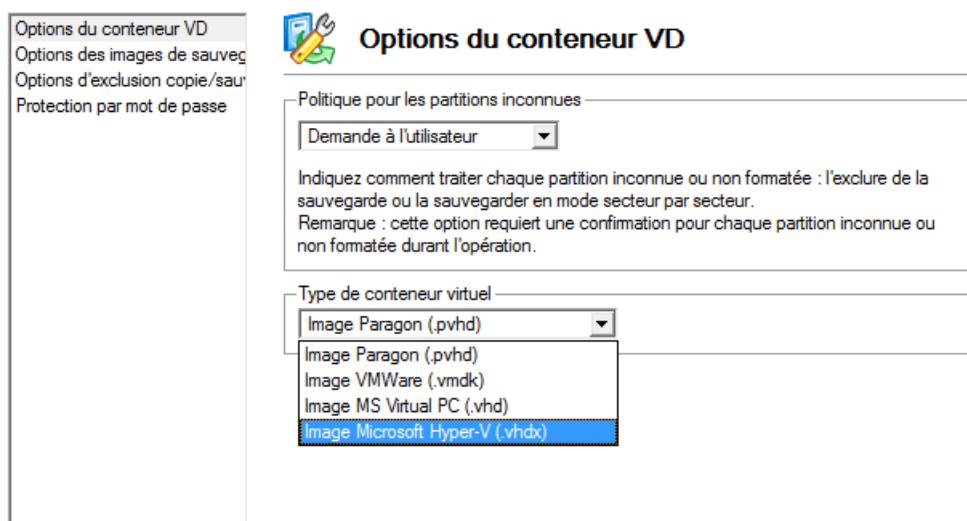 Options du conteneur VD
Options des images de sauveg
Options d'exclusion copie/sau
Protection par mot de passe
Options du conteneur VD
Politique pour les partitions inconnues
Demande à l'utilisateur
Indiquez comment traiter chaque partition inconnue ou non formatée : l'exclure de la
sauvegarde ou la sauvegarder en mode secteur par secteur.
Remarque : cette option requiert une confirmation pour chaque partition inconnue ou
non formatée durant l'opération.
Type de conteneur virtuel
Image Paragon (.pvhd)
Image Paragon (.pvhd)
Image VMWare (.vmdk)
Image MS Virtual PC (.vhd)
Image Microsoft Hyper-V (.vhdx)